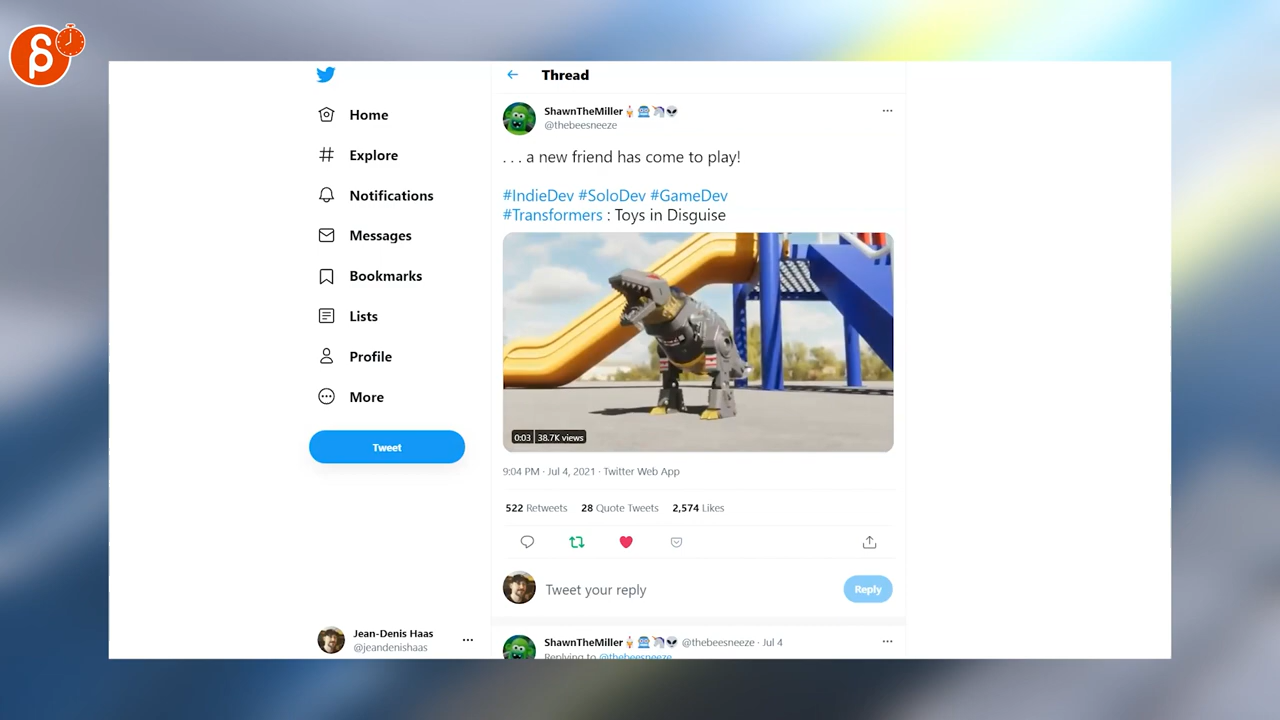 Thread
ShawnTheMiller
@thebeesneeze
Home
Explore
Notifications
Messages
Bookmarks
Lists
Profile
More
Tweet
. . . a new friend has come to play!
#IndieDev #SoloDev #GameDev
#Transformers : Toys in Disguise
0:03 38.7K views
9:04 PM · Jul 4, 2021 · Twitter Web App
522 Retweets 28 Quote Tweets 2,574 Likes
Tweet your reply
Reply
Jean-Denis Haas
@jeandenishaas
ShawnTheMiller @thebeesneeze · Jul 4
Replying to @thebeesneeze